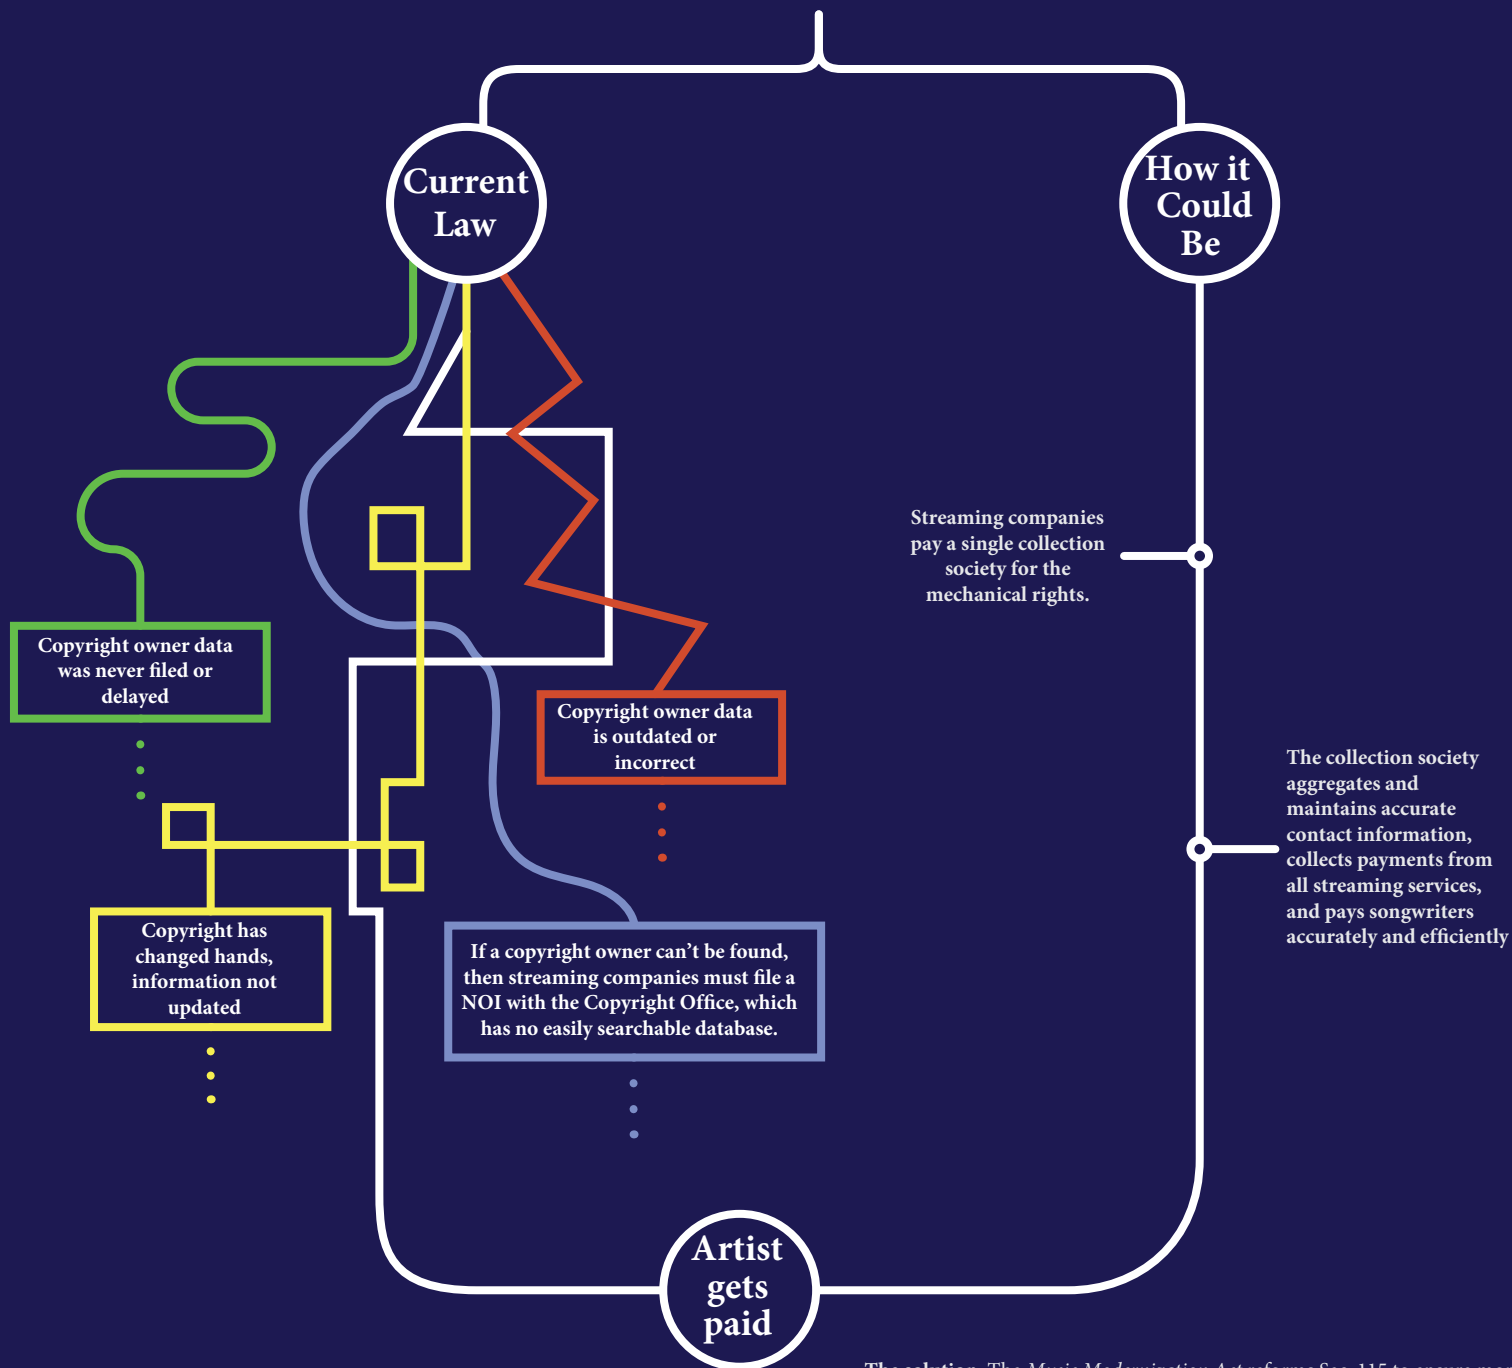 Current
Law
How it
Could
Be
Streaming companies
pay a single collection
society for the
mechanical rights.
Copyright owner data
was never filed or
delayed
Copyright owner data
is outdated or
incorrect
The collection society
aggregates and
maintains accurate
contact information,
collects payments from
all streaming services,
and pays songwriters
accurately and efficiently
Copyright has
changed hands,
information not
updated
If a copyright owner can’t be found,
then streaming companies must file a
NOI with the Copyright Office, which
has no easily searchable database.
Artist
gets
paid